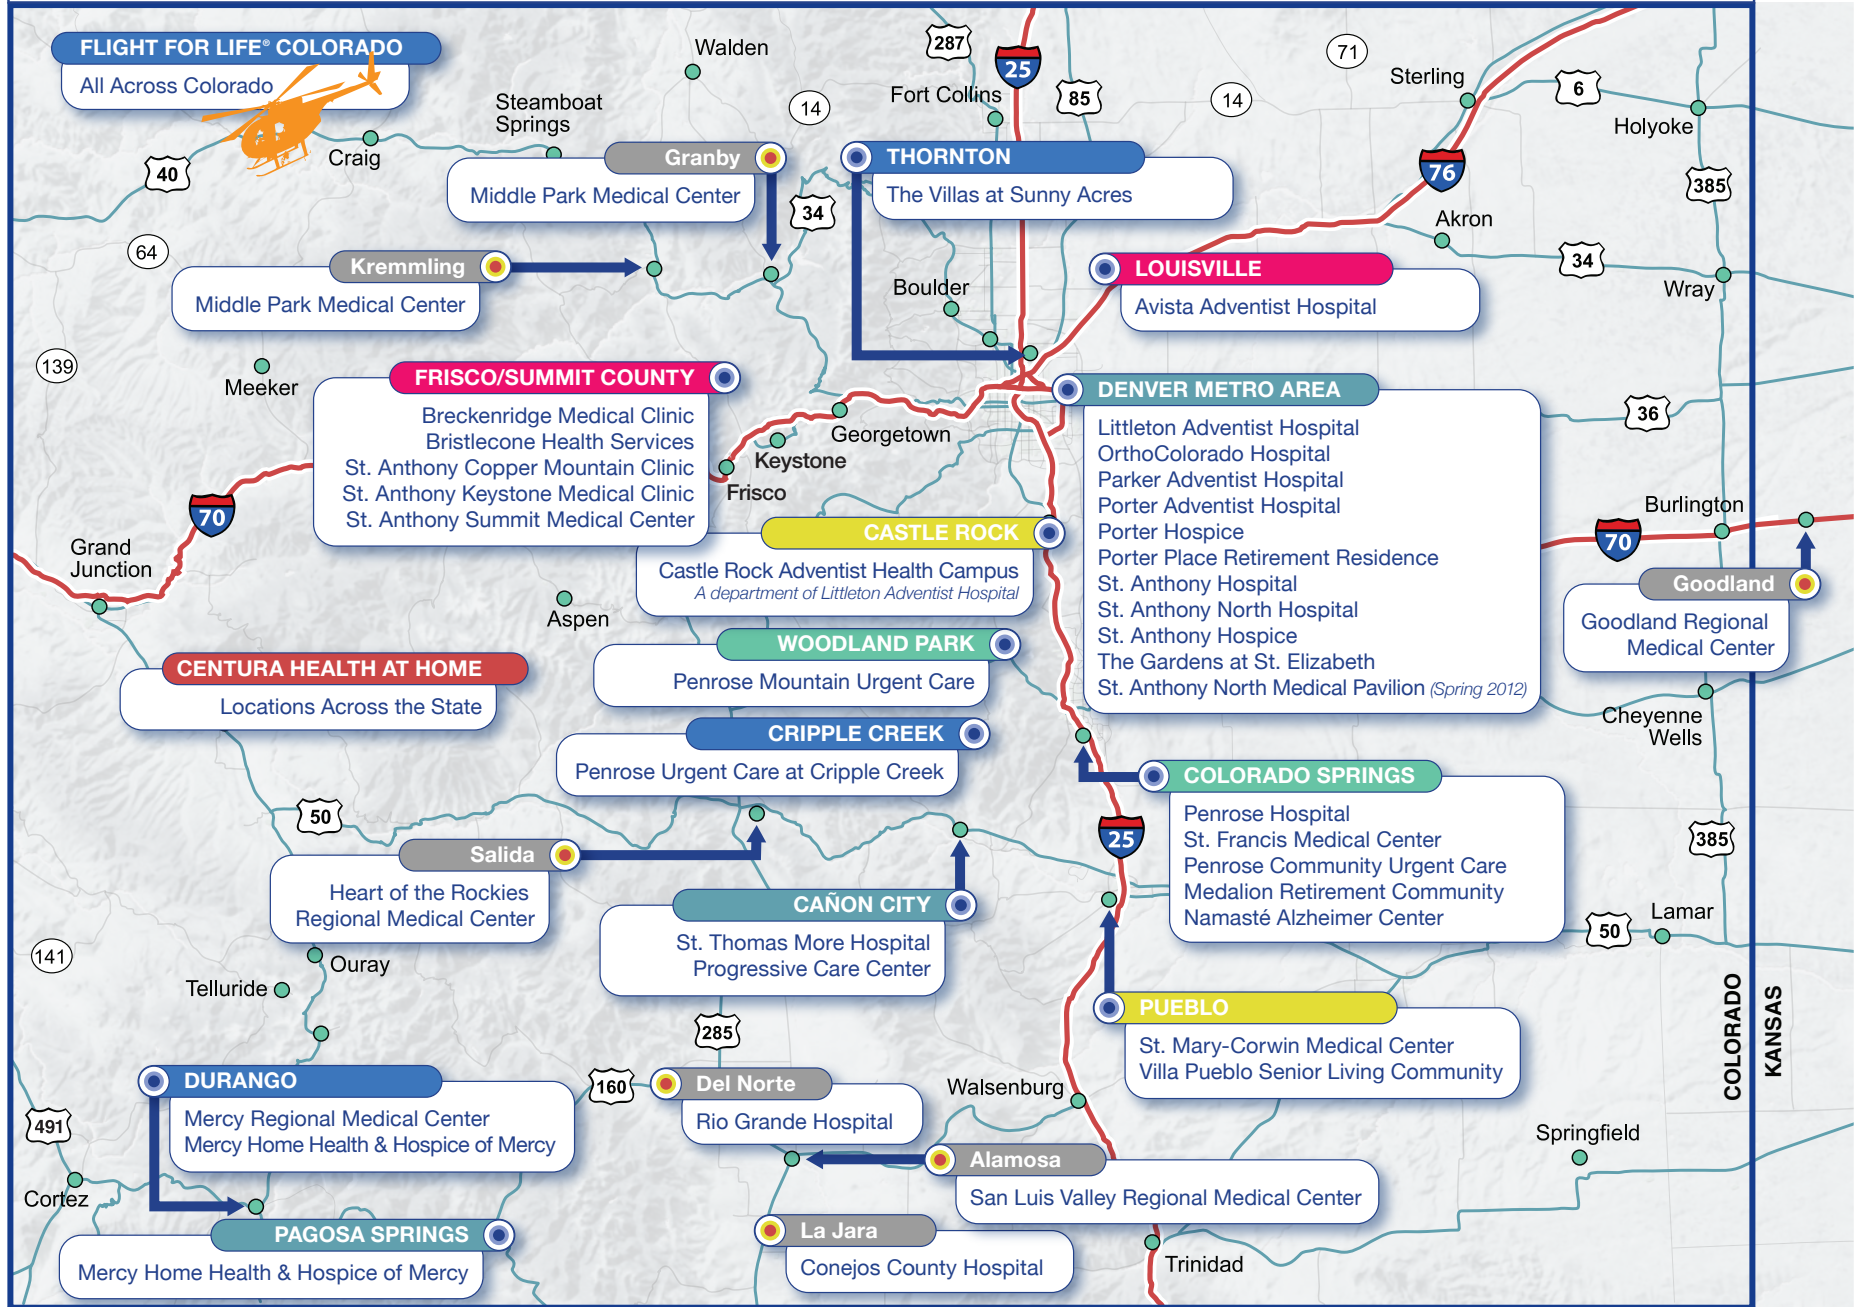 FLIGHT FOR LIFE® COLORADO
All Across Colorado
Walden
287
25
71
Sterling
6
Fort Collins
85
14
14
Holyoke
Steamboat
Springs
Craig
40
Granby
Middle Park Medical Center
THORNTON
The Villas at Sunny Acres
76
385
34
Akron
64
Kremmling
Middle Park Medical Center
LOUISVILLE
Avista Adventist Hospital
34
Wray
Boulder
139
Meeker
FRISCO/SUMMIT COUNTY
Breckenridge Medical Clinic
Bristlecone Health Services
St. Anthony Copper Mountain Clinic
St. Anthony Keystone Medical Clinic
St. Anthony Summit Medical Center
Georgetown
Keystone
Frisco
DENVER METRO AREA
Littleton Adventist Hospital
OrthoColorado Hospital
Parker Adventist Hospital
Porter Adventist Hospital
Porter Hospice
Porter Place Retirement Residence
St. Anthony Hospital
St. Anthony North Hospital
St. Anthony Hospice
The Gardens at St. Elizabeth
St. Anthony North Medical Pavilion (Spring 2012)
36
70
Grand
Junction
CASTLE ROCK
Castle Rock Adventist Health Campus
A department of Littleton Adventist Hospital
Burlington
70
Goodland
Goodland Regional
Medical Center
Aspen
WOODLAND PARK
Penrose Mountain Urgent Care
CENTURA HEALTH AT HOME
Locations Across the State
Cheyenne
Wells
CRIPPLE CREEK
Penrose Urgent Care at Cripple Creek
COLORADO SPRINGS
Penrose Hospital
St. Francis Medical Center
Penrose Community Urgent Care
Medalion Retirement Community
Namasté Alzheimer Center
50
25
385
Salida
Heart of the Rockies
Regional Medical Center
CAÑON CITY
St. Thomas More Hospital
Progressive Care Center
Lamar
50
141
Ouray
Telluride
COLORADO
KANSAS
PUEBLO
St. Mary-Corwin Medical Center
Villa Pueblo Senior Living Community
285
DURANGO
Mercy Regional Medical Center
Mercy Home Health & Hospice of Mercy
160
Del Norte
Rio Grande Hospital
Walsenburg
491
Springfield
Alamosa
San Luis Valley Regional Medical Center
Cortez
PAGOSA SPRINGS
Mercy Home Health & Hospice of Mercy
La Jara
Conejos County Hospital
Trinidad